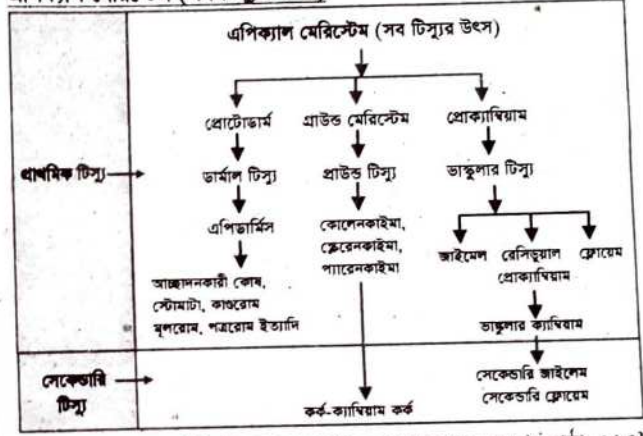 এপিক্যাল মেরিস্টেম (সব টিস্যুর উৎস)
প্রোটোডার্ম গ্রাউন্ড মেরিস্টেম প্রোক্যাম্বিয়াম
প্রাথমিক টিস্যু
ডার্মাল টিস্যু গ্রাউন্ড টিস্যু ভাস্কুলার টিস্যু
এপিডার্মিস
কোলেনকাইমা,
স্ক্লেরেনকাইমা,
প্যারেনকাইমা
জাইলেম রেসিডুয়াল ফ্লোয়েম
প্রোক্যাম্বিয়াম
আচ্ছাদনকারী কোষ,
স্টোমাটা, কাণ্ডরোম
মূলরোম, পত্ররোম ইত্যাদি
ভাস্কুলার ক্যাম্বিয়াম
সেকেন্ডারি
টিস্যু
সেকেন্ডারি জাইলেম
সেকেন্ডারি ফ্লোয়েম
কর্ক-ক্যাম্বিয়াম কর্ক